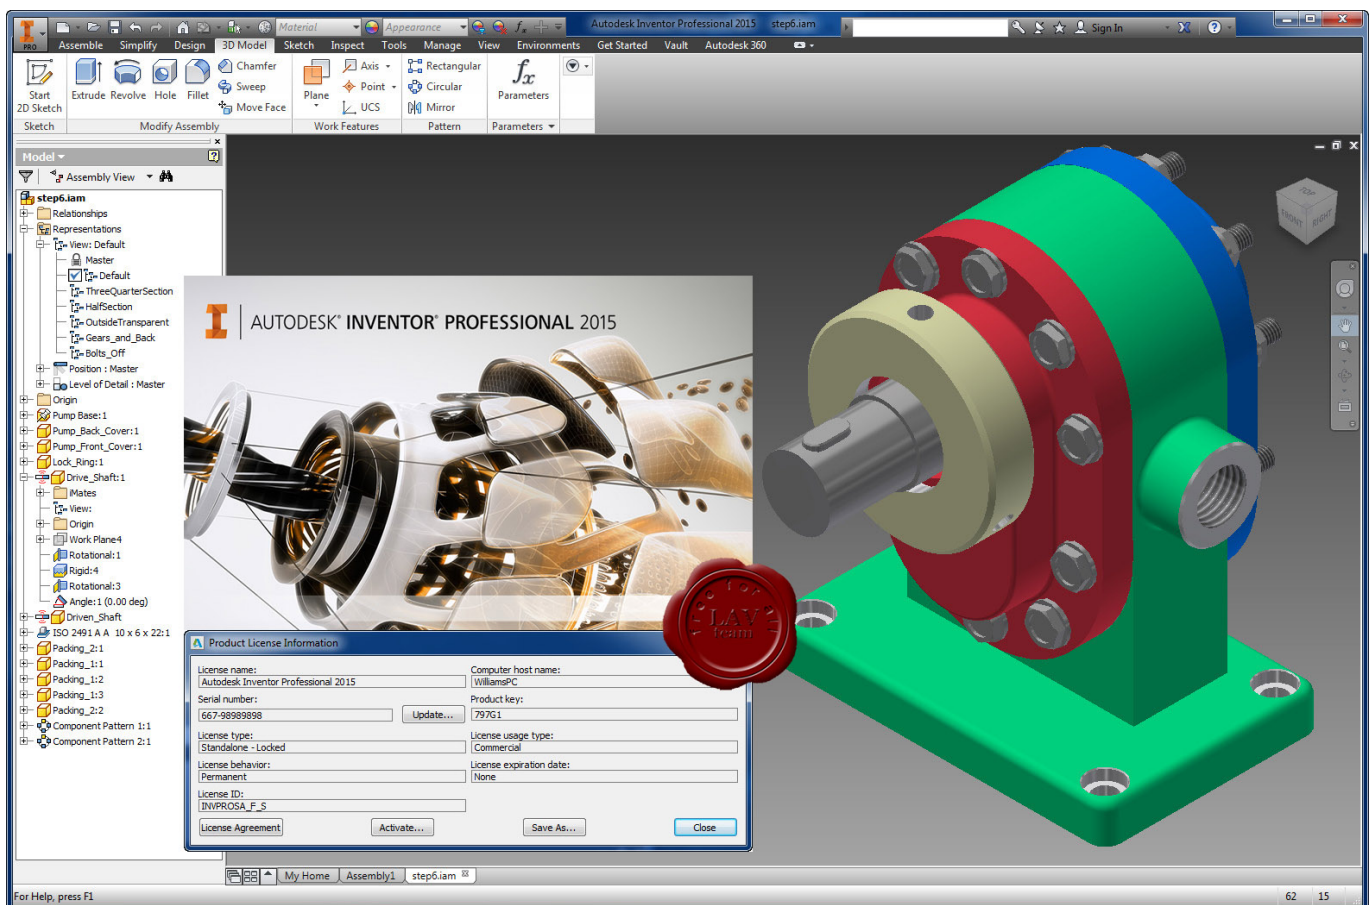 Material
Appearance
Autodesk Inventor Professional 2015 step6.iam
Sign In
PRO
Assemble Simplify Design 3D Model Sketch Inspect Tools Manage View Environments Get Started Vault Autodesk 360
Start
2D Sketch
Extrude Revolve Hole Fillet
Chamfer
Sweep
Move Face
Plane
Axis
Point
UCS
Rectangular
Circular
Mirror
fx
Parameters
Sketch Modify Assembly Work Features Pattern Parameters
Model
Assembly View
step6.iam
Relationships
Representations
View: Default
Master
Default
ThreeQuarterSection
HalfSection
OutsideTransparent
Gears_and_Back
Bolts_Off
Position : Master
Level of Detail : Master
Origin
Pump Base:1
Pump_Back_Cover:1
Pump_Front_Cover:1
Lock_Ring:1
Drive_Shaft:1
iMates
View:
Origin
Work Plane4
Rotational:1
Rigid:4
Rotational:3
Angle:1 (0.00 deg)
Driven_Shaft
ISO 2491 A A 10 x 6 x 22:1
Packing_2:1
Packing_1:1
Packing_1:2
Packing_1:3
Packing_2:2
Component Pattern 1:1
Component Pattern 2:1
AUTODESK® INVENTOR® PROFESSIONAL 2015
LAV
team
Product License Information
License name:
Autodesk Inventor Professional 2015
Computer host name:
WilliamsPC
Serial number:
667-98989898
Update...
Product key:
797G1
License type:
Standalone - Locked
License usage type:
Commercial
License behavior:
Permanent
License expiration date:
None
License ID:
INVPROSA_F_S
License Agreement Activate... Save As... Close
TOP
FRONT
RIGHT
My Home Assembly1 step6.iam
For Help, press F1
62 15